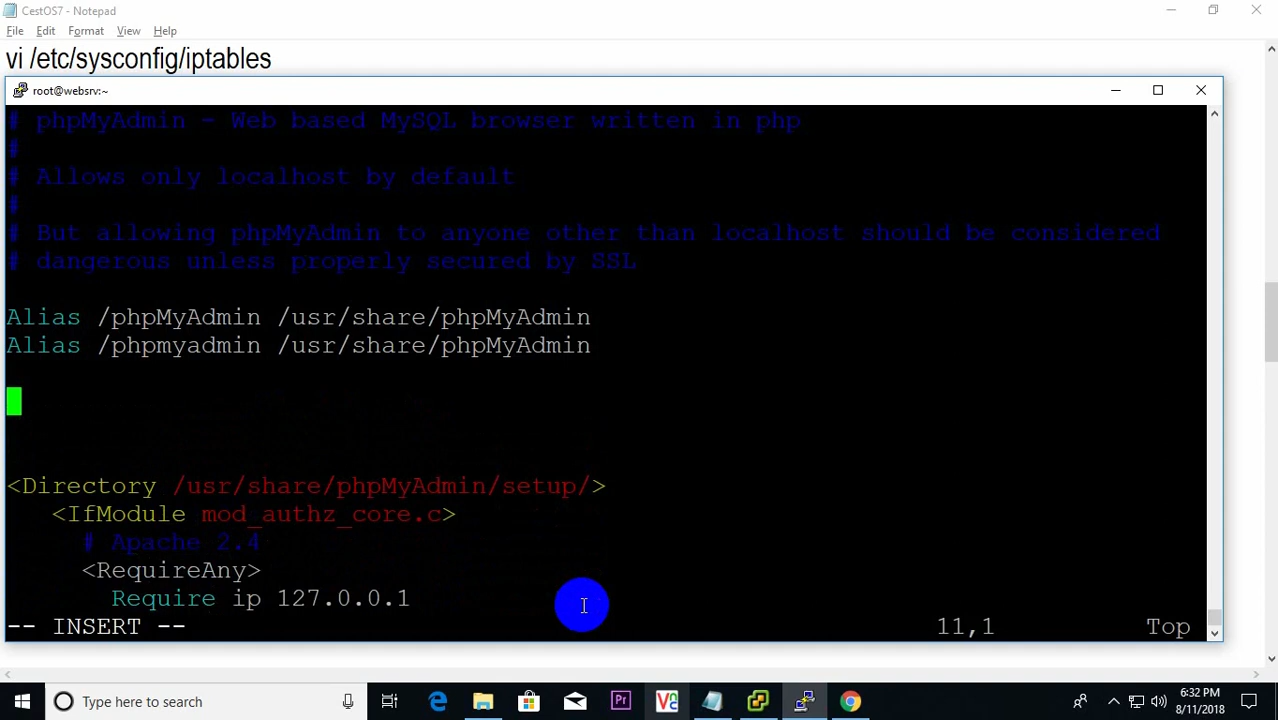 CestOS7 - Notepad
File Edit Format View Help
vi /etc/sysconfig/iptables
root@websrv:~
# phpMyAdmin - Web based MySQL browser written in php
#
# Allows only localhost by default
#
# But allowing phpMyAdmin to anyone other than localhost should be considered
# dangerous unless properly secured by SSL
Alias /phpMyAdmin /usr/share/phpMyAdmin
Alias /phpmyadmin /usr/share/phpMyAdmin
<Directory /usr/share/phpMyAdmin/setup/>
<IfModule mod_authz_core.c>
# Apache 2.4
<RequireAny>
Require ip 127.0.0.1
-- INSERT -- 11,1 Top
Type here to search
Pr
6:32 PM
8/11/2018